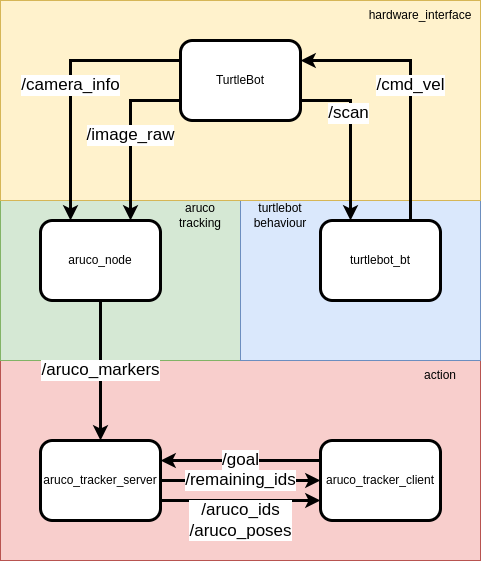 hardware_interface
TurtleBot
/camera_info
/cmd_vel
/scan
/image_raw
aruco
tracking
turtlebot
behaviour
aruco_node
turtlebot_bt
/aruco_markers
action
/goal
aruco_tracker_server
/remaining_ids
aruco_tracker_client
/aruco_ids
/aruco_poses